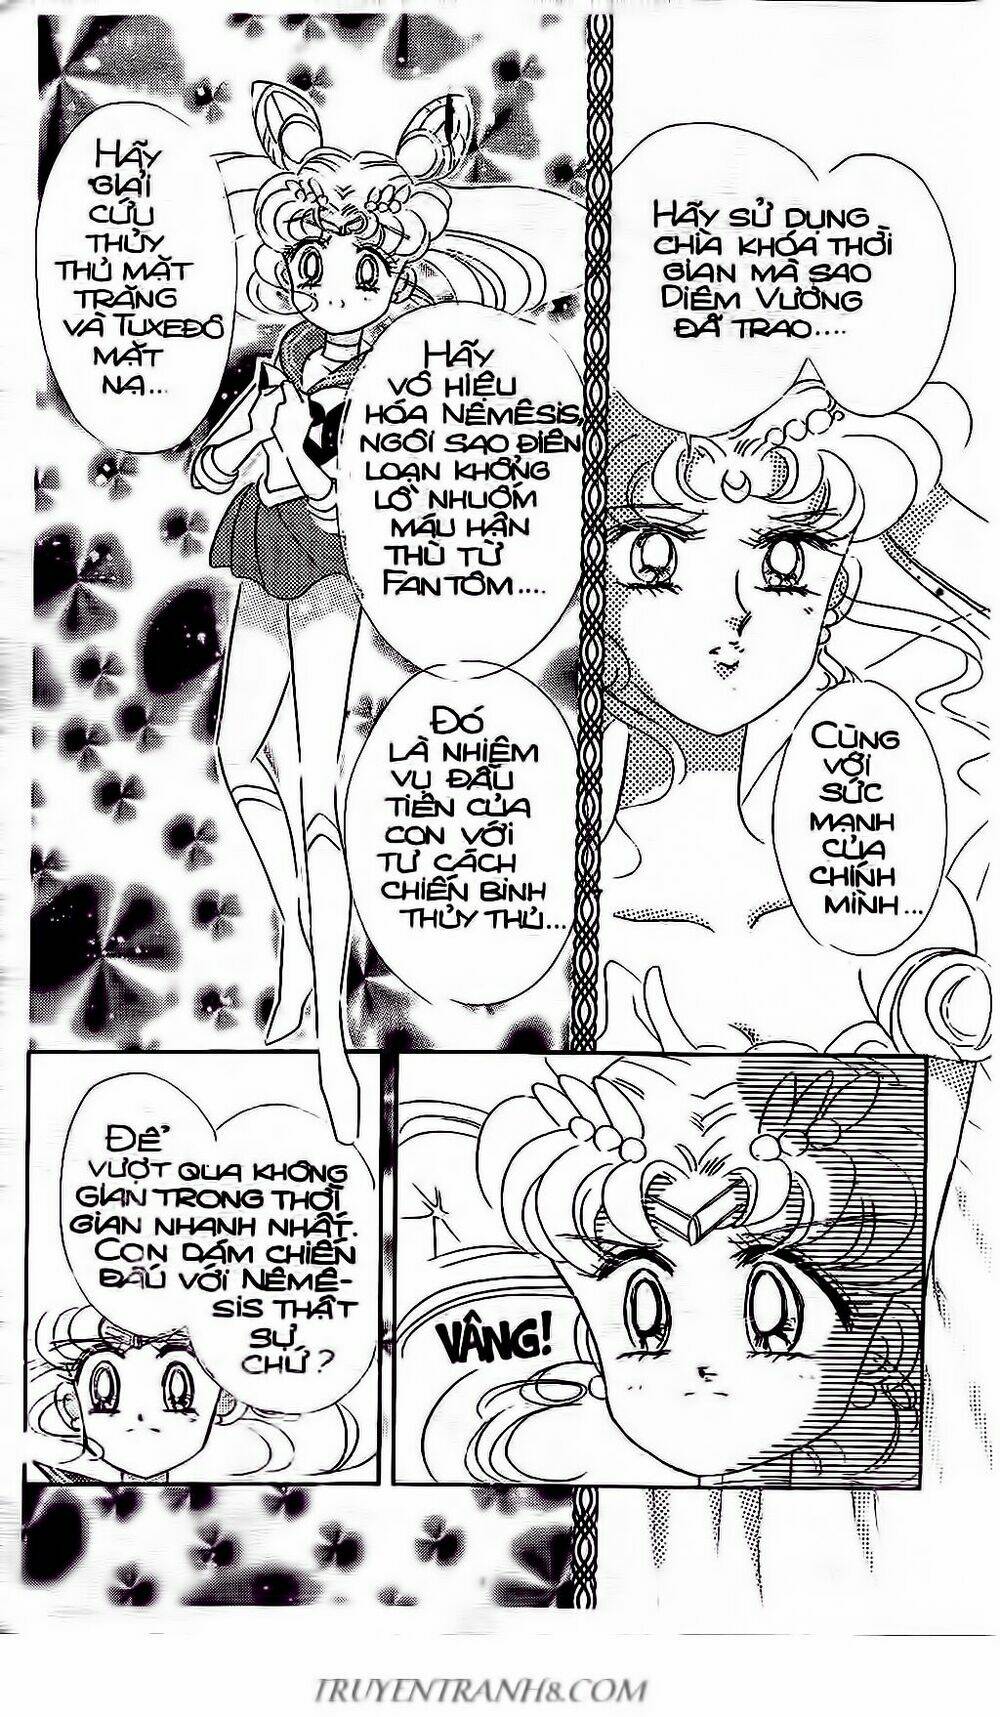 HÃY SỬ DỤNG
CHÌA KHÓA THỜI
GIAN MÀ SAO
DIÊM VƯƠNG
ĐÃ TRAO....
CÙNG
VỚI
SỨC
MẠNH
CỦA
CHÍNH
MÌNH...
HÃY
GIẢI
CỨU
THỦY
THỦ MẶT
TRĂNG
VÀ TUXEĐÔ
MẶT
NẠ...
HÃY
VÔ HIỆU
HÓA NÊMÊSIS,
NGÔI SAO ĐIÊN
LOẠN KHỔNG
LỒ NHUỐM
MÁU HẬN
THÙ TỪ
FANTÔM....
ĐÓ
LÀ NHIỆM
VỤ ĐẦU
TIÊN CỦA
CON VỚI
TƯ CÁCH
CHIẾN BINH
THỦY THỦ...
ĐỂ
VƯỢT QUA KHÔNG
GIAN TRONG THỜI
GIAN NHANH NHẤT.
CON DÁM CHIẾN
ĐẤU VỚI NÊMÊ-
SIS THẬT
SỰ
CHỨ?
VÂNG!
TRUYENTRANH8.COM